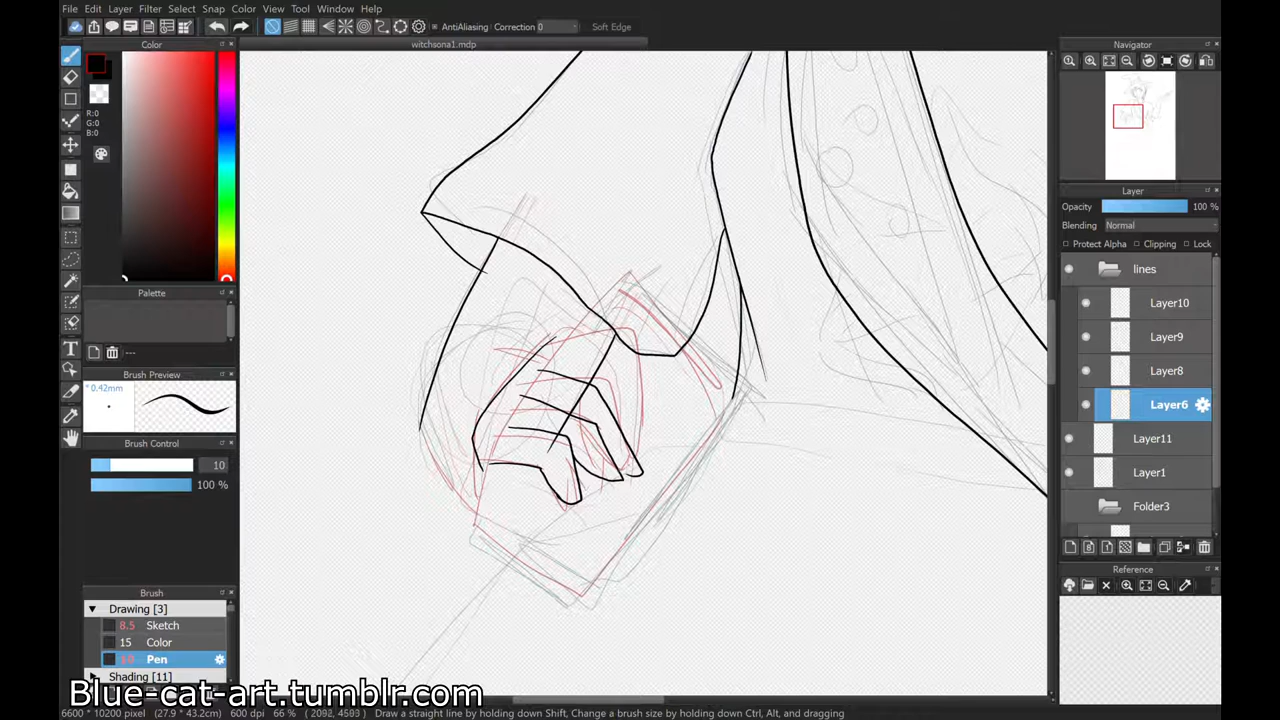 File Edit Layer Filter Select Snap Color View Tool Window Help
AntiAliasing Correction 0 Soft Edge
witchsona1.mdp
Color
R:0
G:0
B:0
Palette
---
Brush Preview
*0.42mm
Brush Control
10
100 %
Brush
Drawing [3]
8.5 Sketch
15 Color
Pen
Shading [11]
Navigator
Layer
Opacity 100 %
Blending Normal
Protect Alpha Clipping Lock
lines
Layer10
Layer9
Layer8
Layer6
Layer11
Layer1
Folder3
Reference
Blue-cat-art.tumblr.com
6600 * 10200 pixel (27.9 * 43.2cm) 600 dpi 66 % ( 2092, 4593 ) Draw a straight line by holding down Shift, Change a brush size by holding down Ctrl, Alt, and dragging